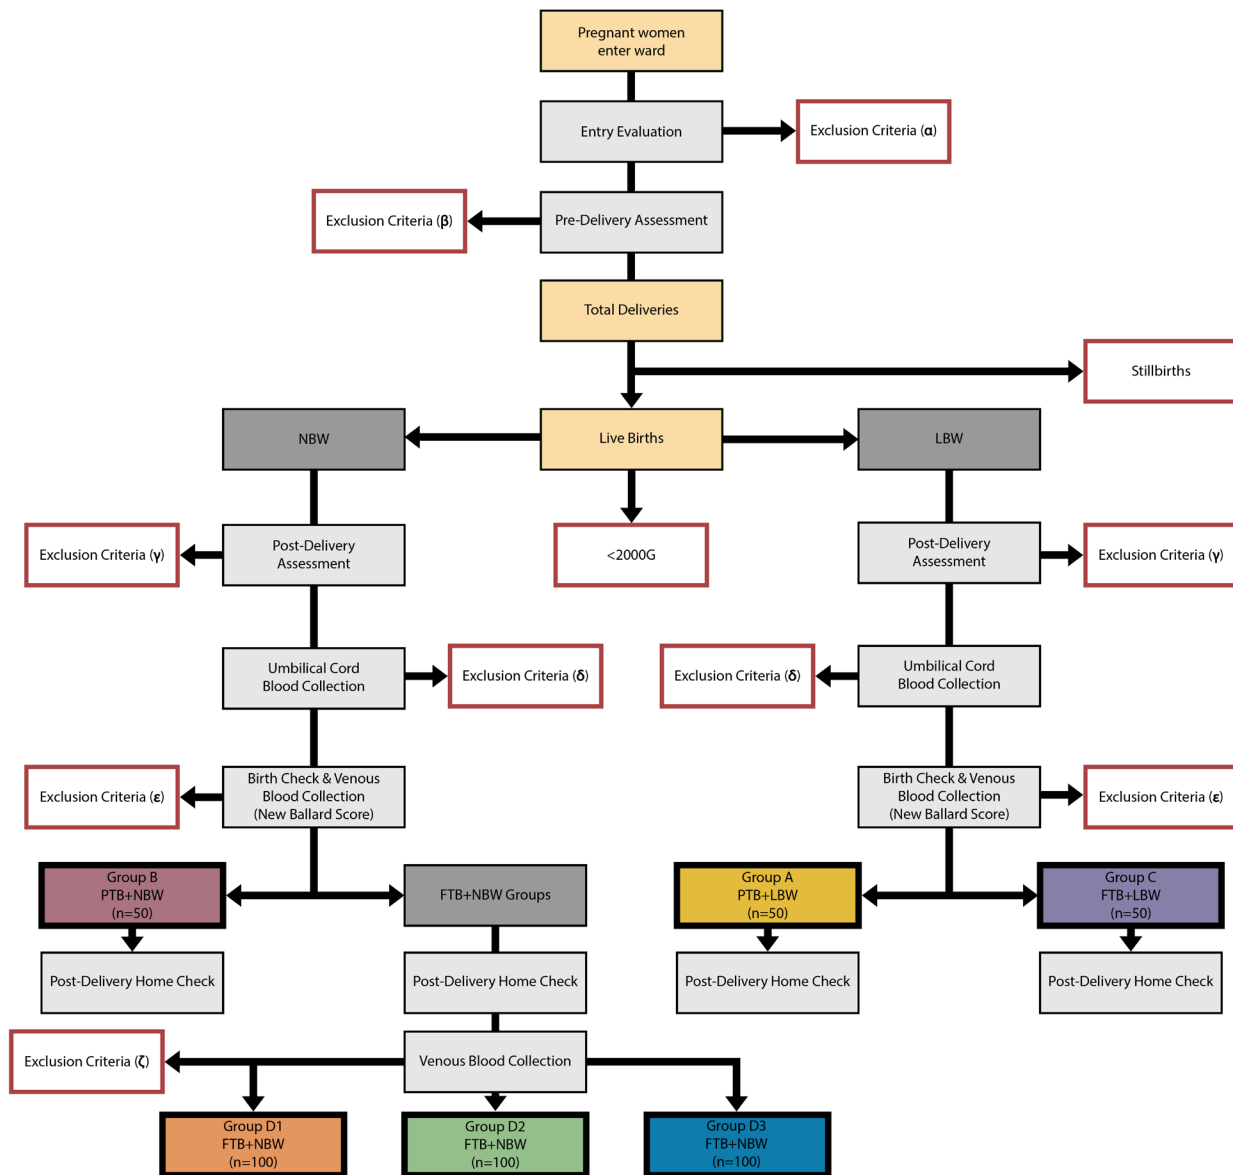 Pregnant women
enter ward
Entry Evaluation
Exclusion Criteria (α)
Exclusion Criteria (β)
Pre-Delivery Assessment
Total Deliveries
Stillbirths
NBW
Live Births
LBW
Exclusion Criteria (γ)
Post-Delivery
Assessment
<2000G
Post-Delivery
Assessment
Exclusion Criteria (γ)
Umbilical Cord
Blood Collection
Exclusion Criteria (δ)
Exclusion Criteria (δ)
Umbilical Cord
Blood Collection
Exclusion Criteria (ε)
Birth Check & Venous
Blood Collection
(New Ballard Score)
Birth Check & Venous
Blood Collection
(New Ballard Score)
Exclusion Criteria (ε)
Group B
PTB+NBW
(n=50)
FTB+NBW Groups
Group A
PTB+LBW
(n=50)
Group C
FTB+LBW
(n=50)
Post-Delivery Home Check
Post-Delivery Home Check
Post-Delivery Home Check
Post-Delivery Home Check
Exclusion Criteria (ζ)
Venous Blood Collection
Group D1
FTB+NBW
(n=100)
Group D2
FTB+NBW
(n=100)
Group D3
FTB+NBW
(n=100)